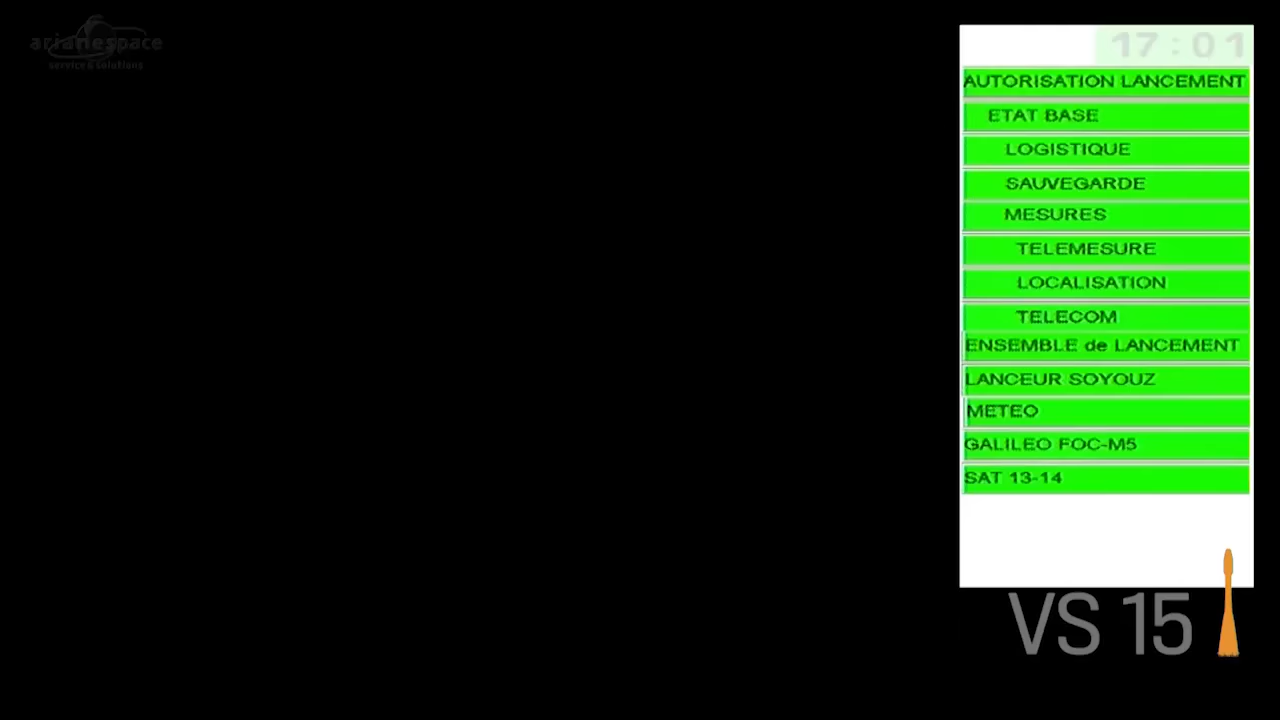 arianespace
service & solutions
17:01
AUTORISATION LANCEMENT
ETAT BASE
LOGISTIQUE
SAUVEGARDE
MESURES
TELEMESURE
LOCALISATION
TELECOM
ENSEMBLE de LANCEMENT
LANCEUR SOYOUZ
METEO
GALILEO FOC-M5
SAT 13-14
VS 15